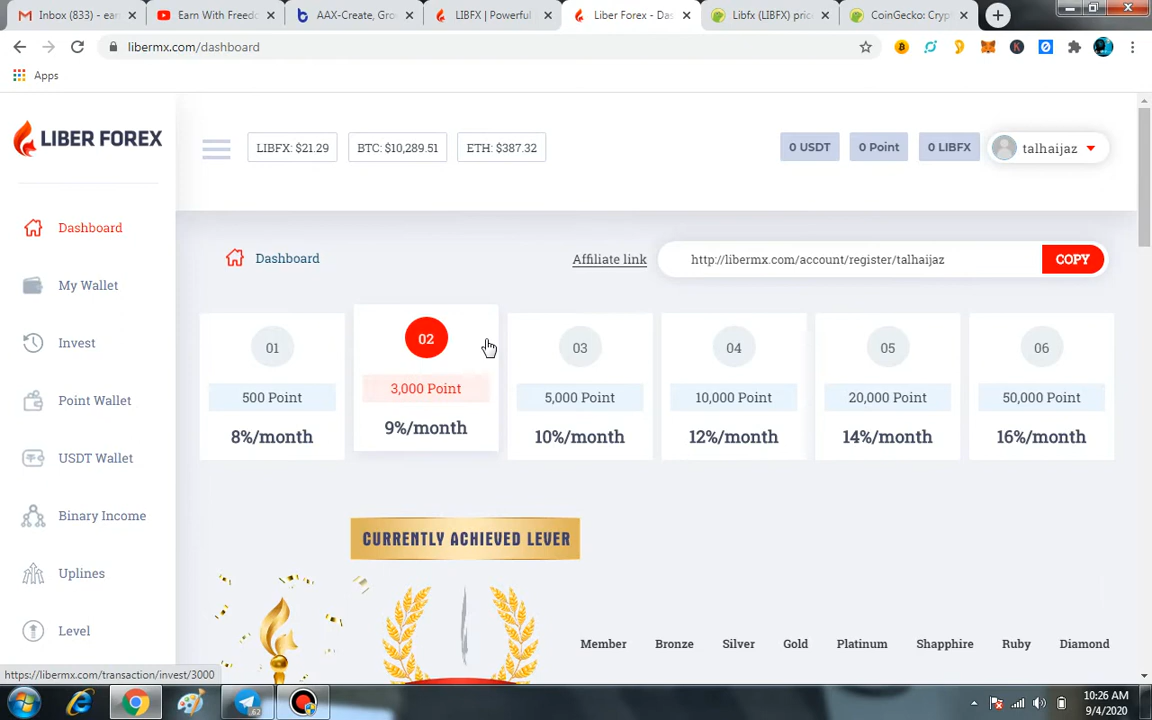 Inbox (833) - ear
Earn With Freedo
AAX-Create, Gro
LIBFX | Powerful
Liber Forex - Das
Libfx (LIBFX) pric
CoinGecko: Cryp
libermx.com/dashboard
Apps
LIBER FOREX
LIBFX: $21.29
BTC: $10,289.51
ETH: $387.32
0 USDT
0 Point
0 LIBFX
talhaijaz
Dashboard
My Wallet
Invest
Point Wallet
USDT Wallet
Binary Income
Uplines
Level
Dashboard
Affiliate link
http://libermx.com/account/register/talhaijaz
COPY
01
500 Point
8%/month
02
3,000 Point
9%/month
03
5,000 Point
10%/month
04
10,000 Point
12%/month
05
20,000 Point
14%/month
06
50,000 Point
16%/month
CURRENTLY ACHIEVED LEVER
Member Bronze Silver Gold Platinum Shapphire Ruby Diamond
https://libermx.com/transaction/invest/3000
62
10:26 AM
9/4/2020